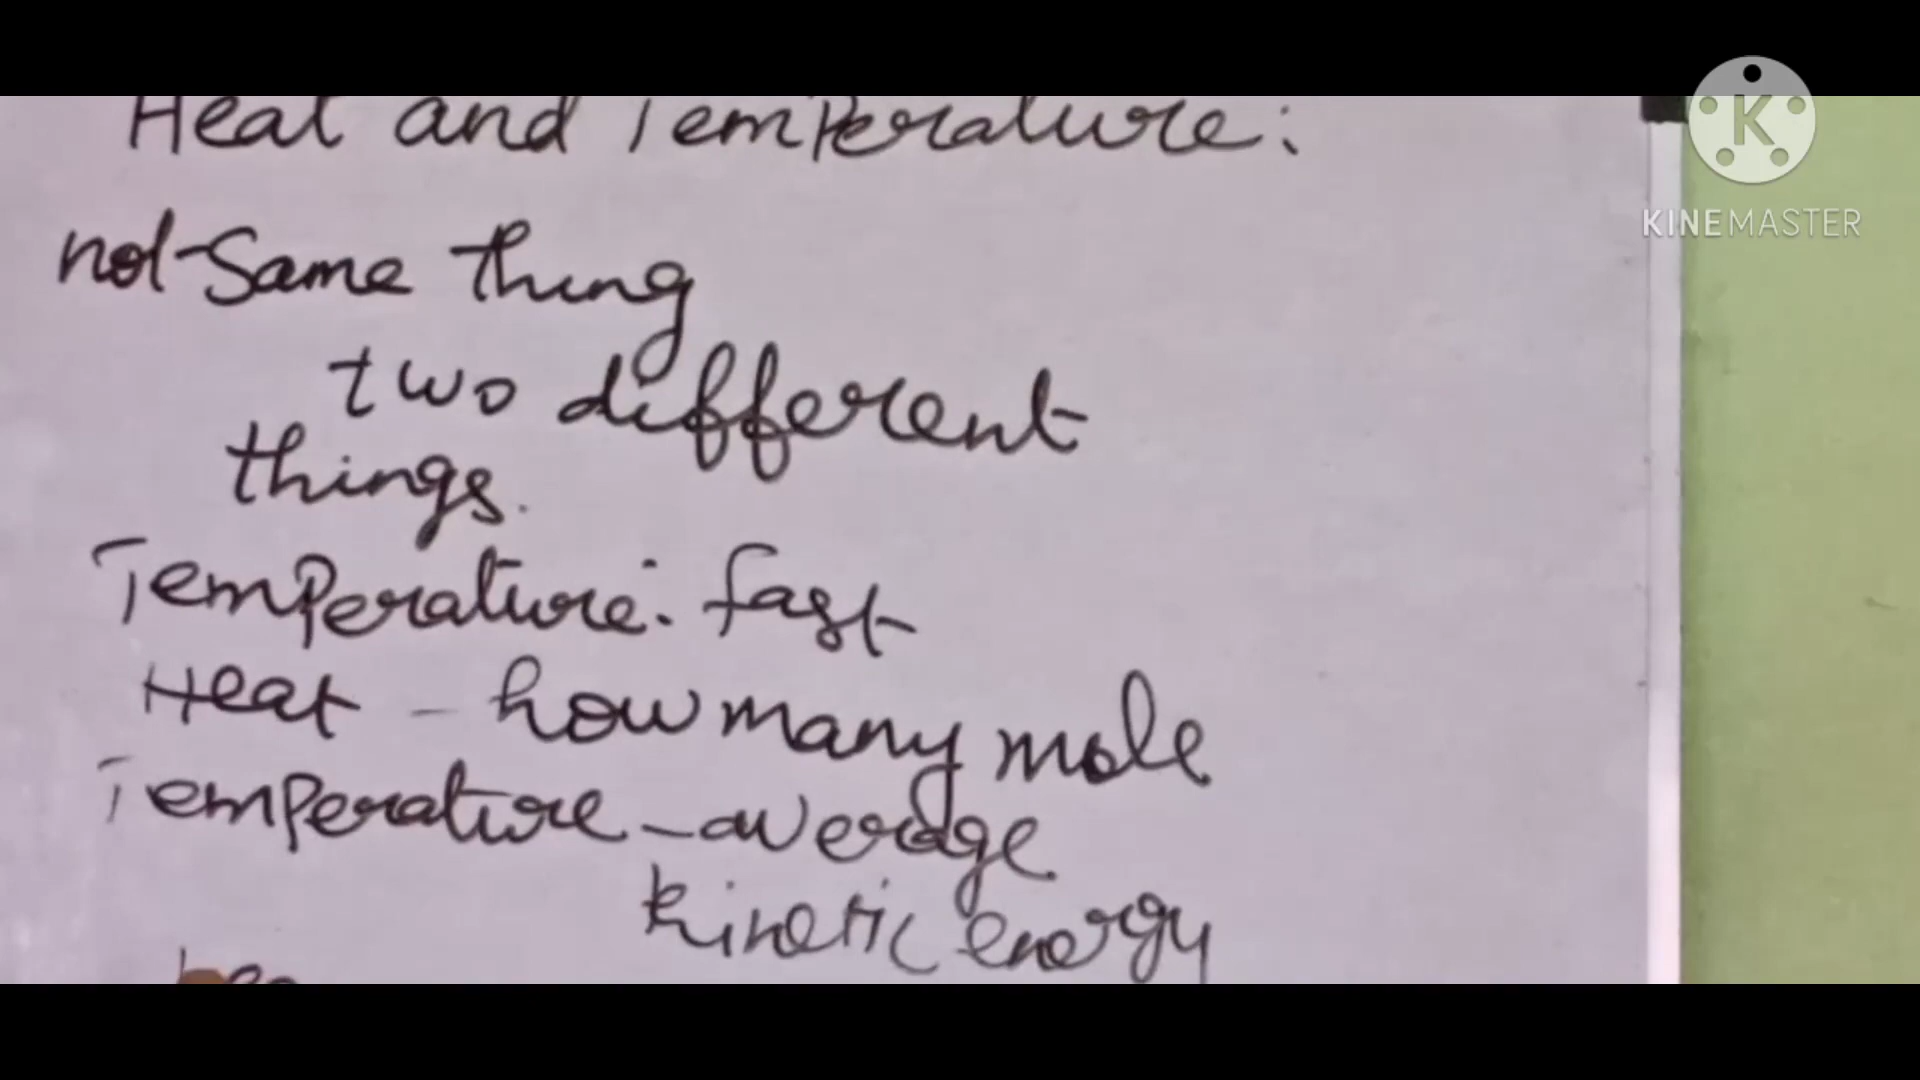 Heat and Temperature:
not same thing
two different
things.
Temperature: fast
Heat - how many mole
Temperature - average
kinetic energy
KINEMASTER